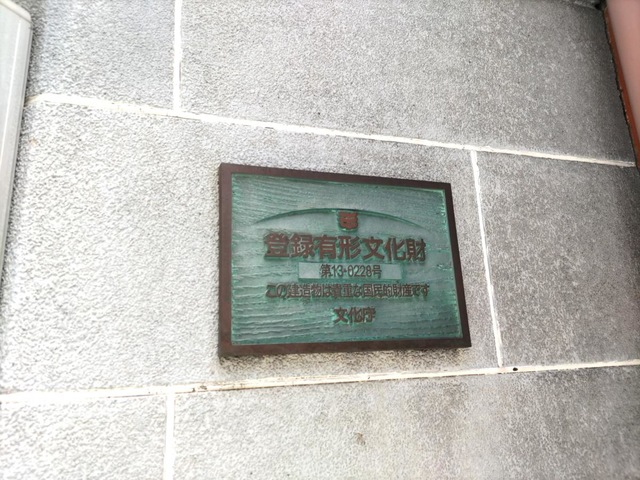 登録有形文化財
第13-0228号
この建造物は貴重な国民的財産です
文化庁